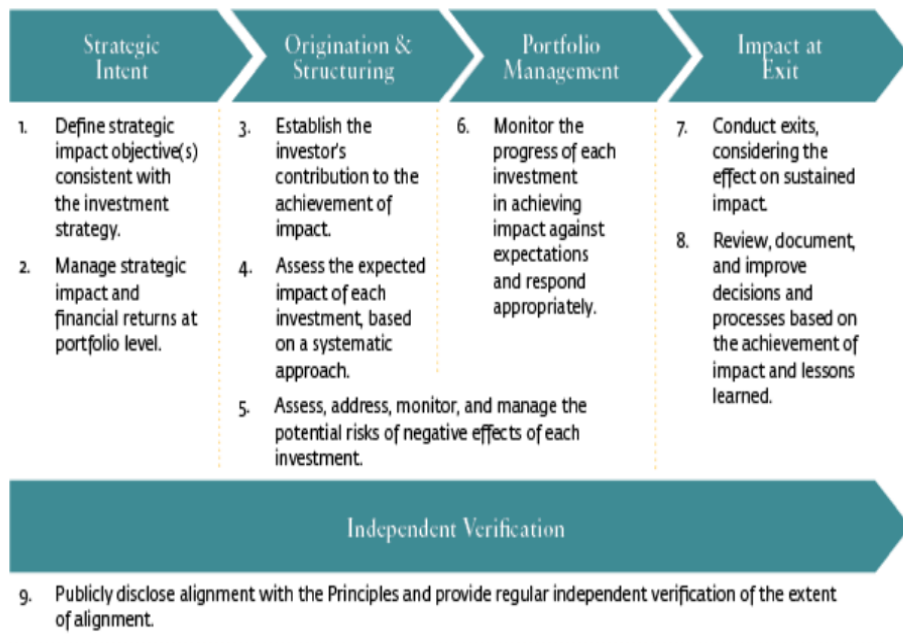 Strategic
Intent
Origination &
Structuring
Portfolio
Management
Impact at
Exit
1. Define strategic
impact objective(s)
consistent with
the investment
strategy.
2. Manage strategic
impact and
financial returns at
portfolio level.
3. Establish the
investor's
contribution to the
achievement of
impact.
4. Assess the expected
impact of each
investment, based
on a systematic
approach.
5. Assess, address, monitor, and manage the
potential risks of negative effects of each
investment.
6. Monitor the
progress of each
investment
in achieving
impact against
expectations
and respond
appropriately.
7. Conduct exits,
considering the
effect on sustained
impact.
8. Review, document,
and improve
decisions and
processes based on
the achievement of
impact and lessons
learned.
Independent Verification
9. Publicly disclose alignment with the Principles and provide regular independent verification of the extent
of alignment.